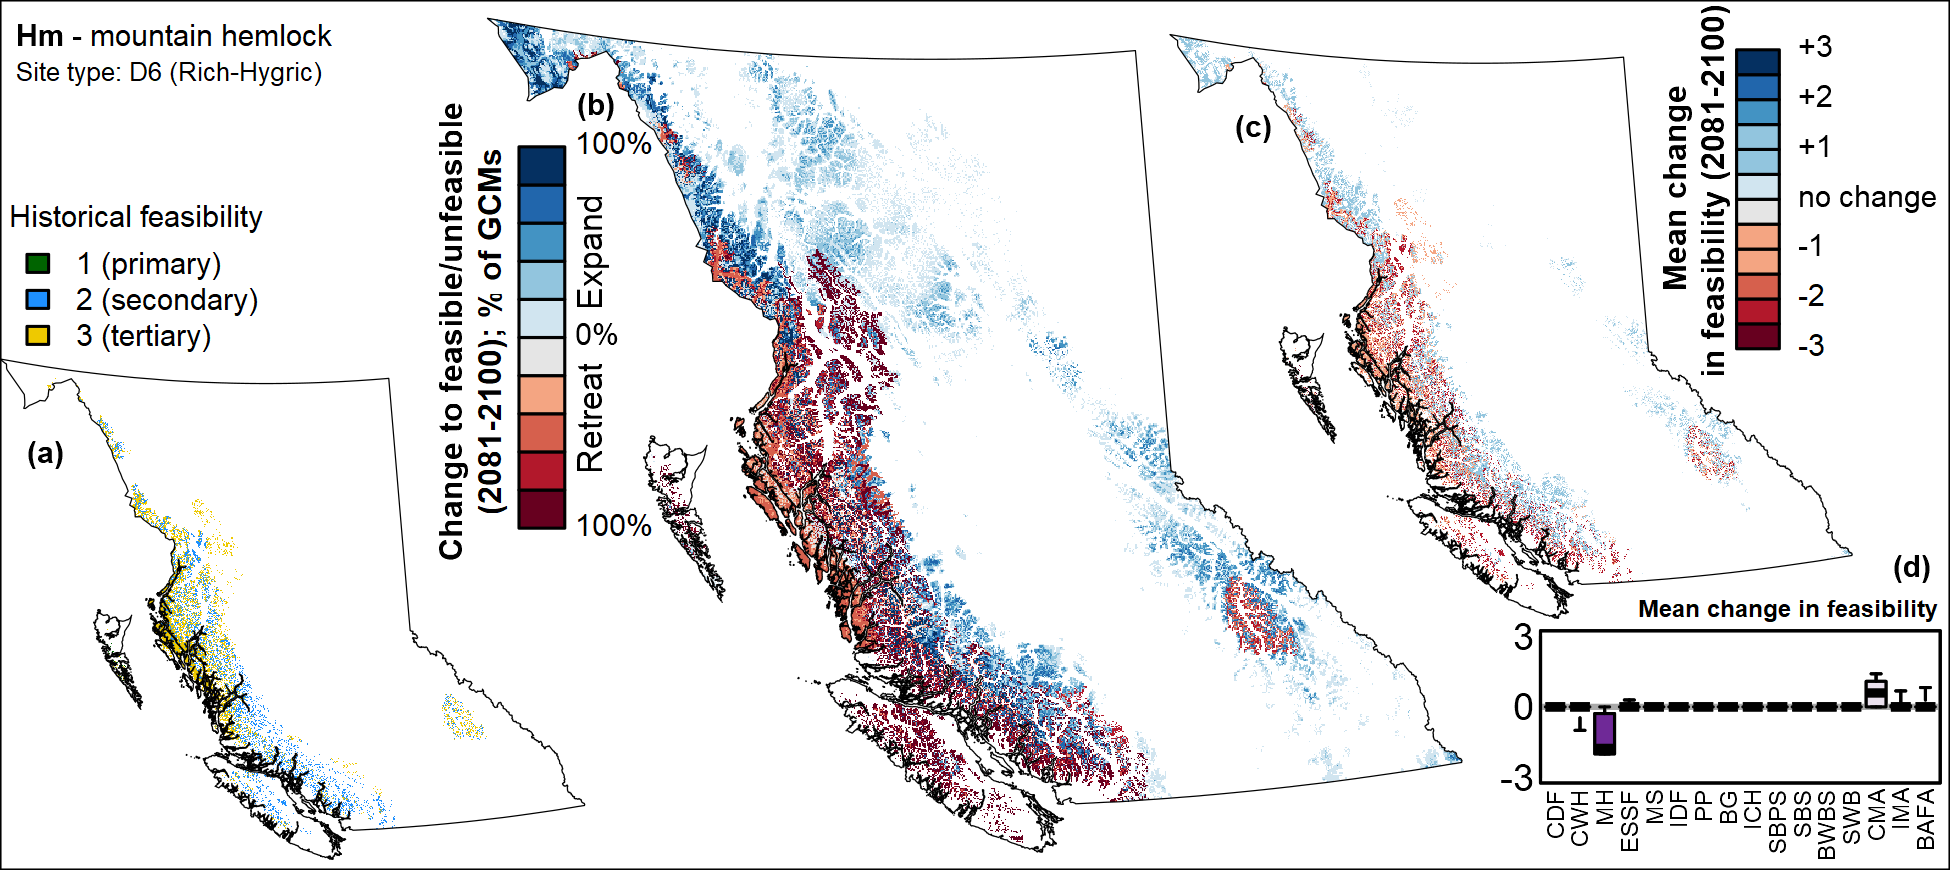 Hm - mountain hemlock
Site type: D6 (Rich-Hygric)
Historical feasibility
1 (primary)
2 (secondary)
3 (tertiary)
(a)
(b)
Change to feasible/unfeasible
(2081-2100); % of GCMs
100%
Expand
0%
Retreat
100%
(c)
Mean change
in feasibility (2081-2100)
+3
+2
+1
no change
-1
-2
-3
(d)
Mean change in feasibility
3
0
-3
CDF
CWH
MH
ESSF
MS
IDF
PP
BG
ICH
SBPS
SBS
BWBS
SWB
CMA
IMA
BAFA